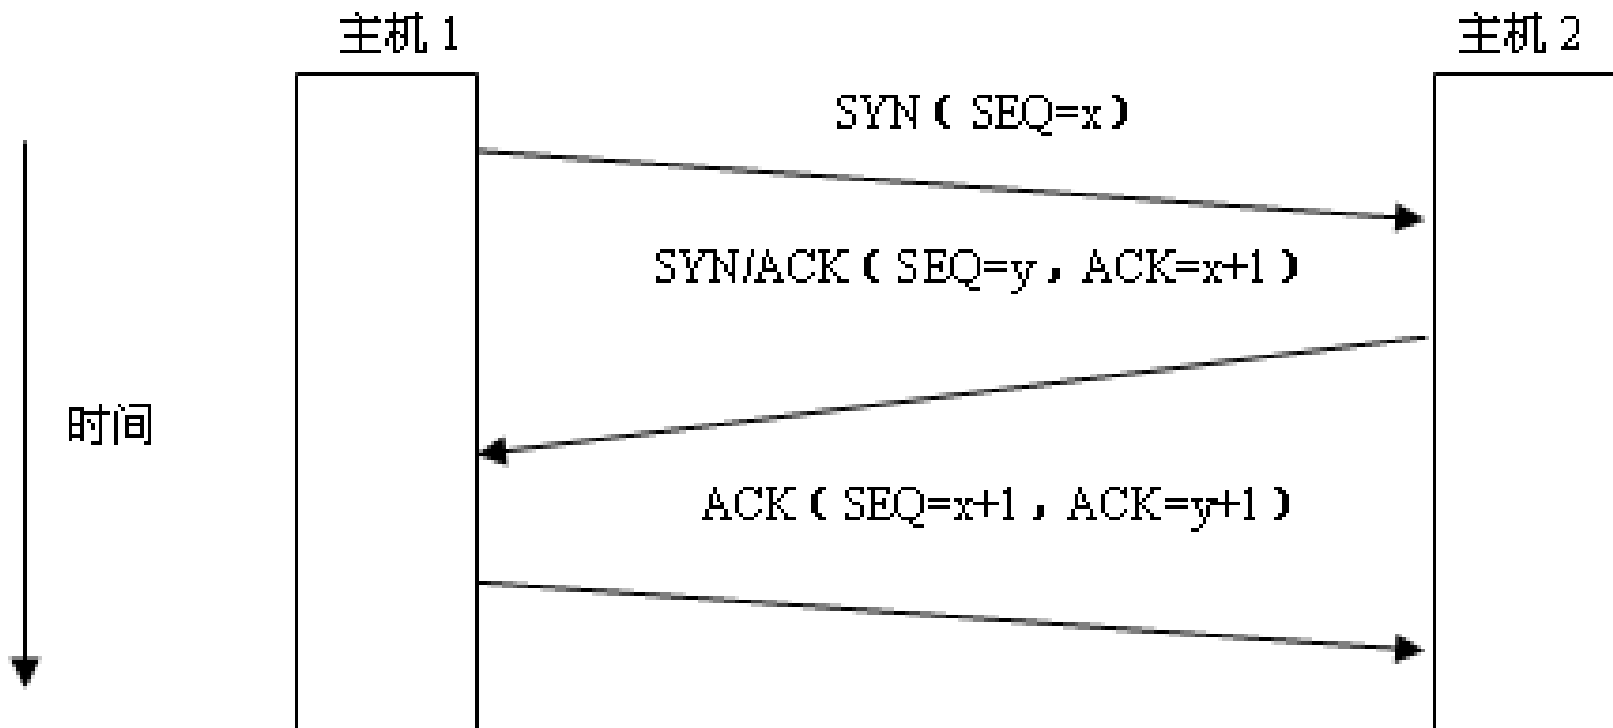 主机 1
主机 2
SYN（SEQ=x）
SYN/ACK（SEQ=y，ACK=x+1）
时间
ACK（SEQ=x+1，ACK=y+1）